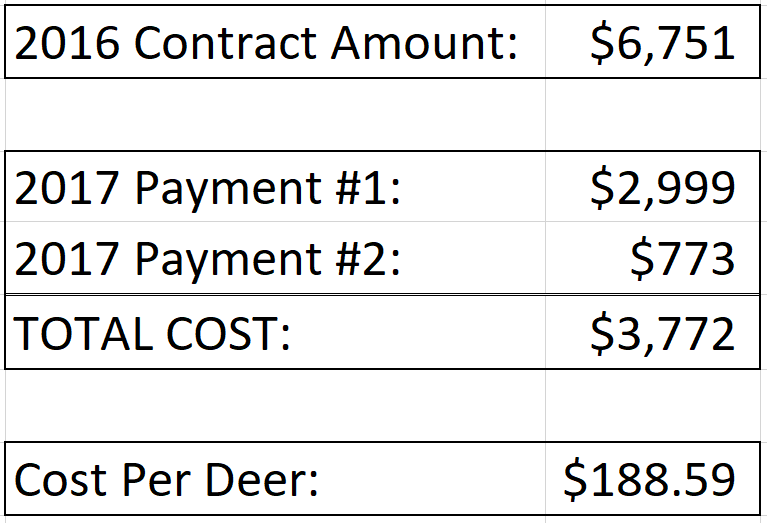 2016 Contract Amount: $6,751
2017 Payment #1: $2,999
2017 Payment #2: $773
TOTAL COST: $3,772
Cost Per Deer: $188.59